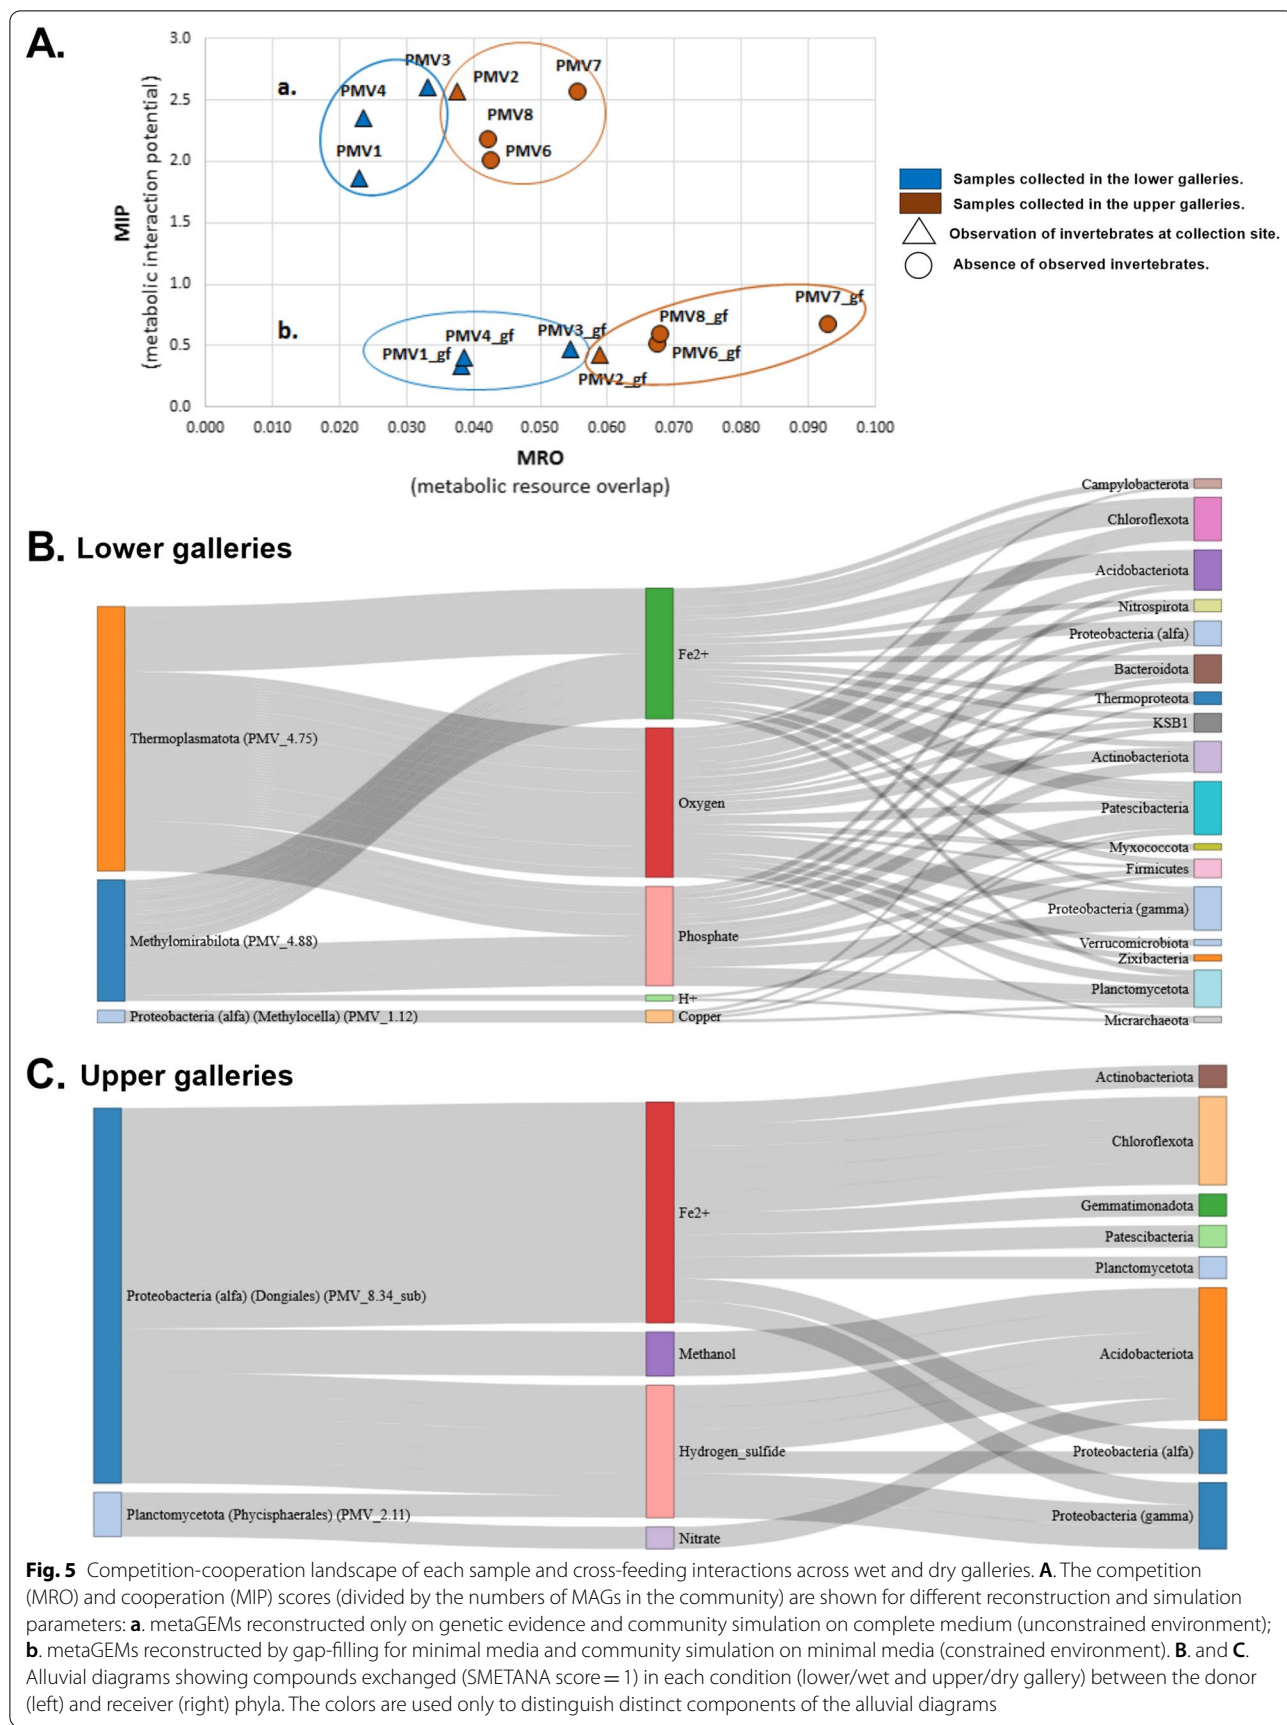 A.
3.0
2.5
2.0
1.5
1.0
0.5
0.0
MIP
(metabolic interaction potential)
a.
PMV3
PMV2
PMV7
PMV4
PMV8
PMV1
PMV6
b.
PMV7_gf
PMV8_gf
PMV3_gf
PMV4_gf
PMV1_gf
PMV6_gf
PMV2_gf
0.000 0.010 0.020 0.030 0.040 0.050 0.060 0.070 0.080 0.090 0.100
MRO
(metabolic resource overlap)
Samples collected in the lower galleries.
Samples collected in the upper galleries.
Observation of invertebrates at collection site.
Absence of observed invertebrates.
B. Lower galleries
Thermoplasmatota (PMV_4.75)
Methylomirabilota (PMV_4.88)
Proteobacteria (alfa) (Methylocella) (PMV_1.12)
Fe2+
Oxygen
Phosphate
H+
Copper
Campylobacterota
Chloroflexota
Acidobacteriota
Nitrospirota
Proteobacteria (alfa)
Bacteroidota
Thermoproteota
KSB1
Actinobacteriota
Patescibacteria
Myxococcota
Firmicutes
Proteobacteria (gamma)
Verrucomicrobiota
Zixibacteria
Planctomycetota
Micrarchaeota
C. Upper galleries
Proteobacteria (alfa) (Dongiales) (PMV_8.34_sub)
Planctomycetota (Phycisphaerales) (PMV_2.11)
Fe2+
Methanol
Hydrogen_sulfide
Nitrate
Actinobacteriota
Chloroflexota
Gemmatimonadota
Patescibacteria
Planctomycetota
Acidobacteriota
Proteobacteria (alfa)
Proteobacteria (gamma)
Fig. 5 Competition-cooperation landscape of each sample and cross-feeding interactions across wet and dry galleries. A. The competition
(MRO) and cooperation (MIP) scores (divided by the numbers of MAGs in the community) are shown for different reconstruction and simulation
parameters: a. metaGEMs reconstructed only on genetic evidence and community simulation on complete medium (unconstrained environment);
b. metaGEMs reconstructed by gap-filling for minimal media and community simulation on minimal media (constrained environment). B. and C.
Alluvial diagrams showing compounds exchanged (SMETANA score = 1) in each condition (lower/wet and upper/dry gallery) between the donor
(left) and receiver (right) phyla. The colors are used only to distinguish distinct components of the alluvial diagrams